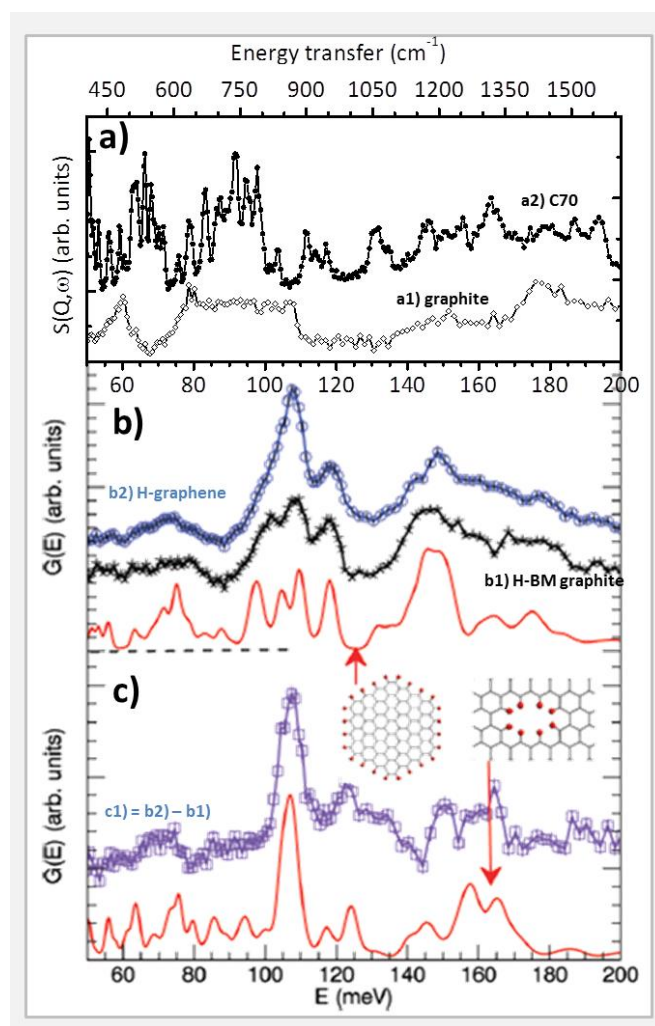 Energy transfer (cm-1)
450 600 750 900 1050 1200 1350 1500
a)
S(Q,ω) (arb. units)
a2) C70
a1) graphite
60 80 100 120 140 160 180 200
b)
G(E) (arb. units)
b2) H-graphene
b1) H-BM graphite
c)
G(E) (arb. units)
c1) = b2) – b1)
60 80 100 120 140 160 180 200
E (meV)